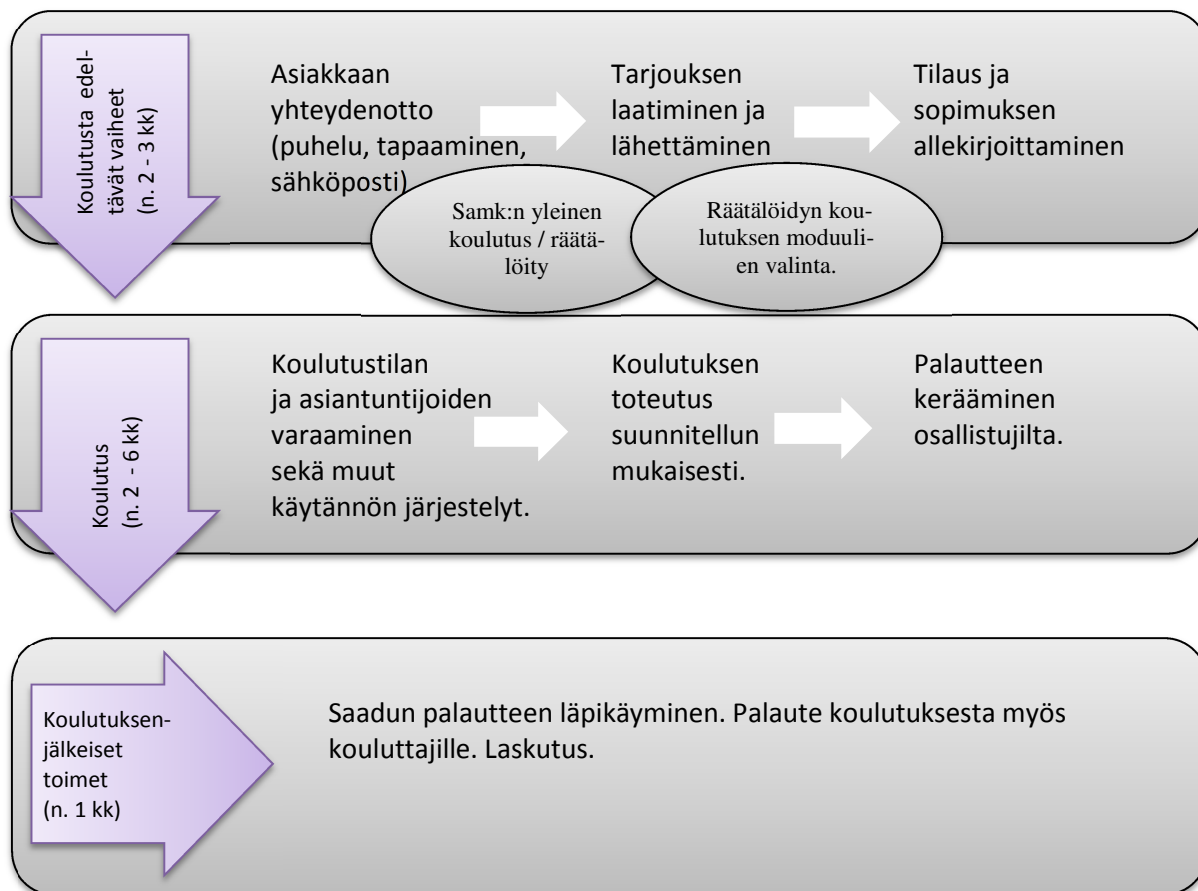 Koulutusta edel-
tävät vaiheet
(n. 2 - 3 kk)
Asiakkaan
yhteydenotto
(puhelu, tapaaminen,
sähköposti)
Tarjouksen
laatiminen ja
lähettäminen
Tilaus ja
sopimuksen
allekirjoittaminen
Samk:n yleinen
koulutus / räätä-
löity
Räätälöidyn kou-
lutuksen moduuli-
en valinta.
Koulutus
(n. 2 - 6 kk)
Koulutustilan
ja asiantuntijoiden
varaaminen
sekä muut
käytännön järjestelyt.
Koulutuksen
toteutus
suunnitellun
mukaisesti.
Palautteen
kerääminen
osallistujilta.
Koulutuksen-
jälkeiset
toimet
(n. 1 kk)
Saadun palautteen läpikäyminen. Palaute koulutuksesta myös
kouluttajille. Laskutus.